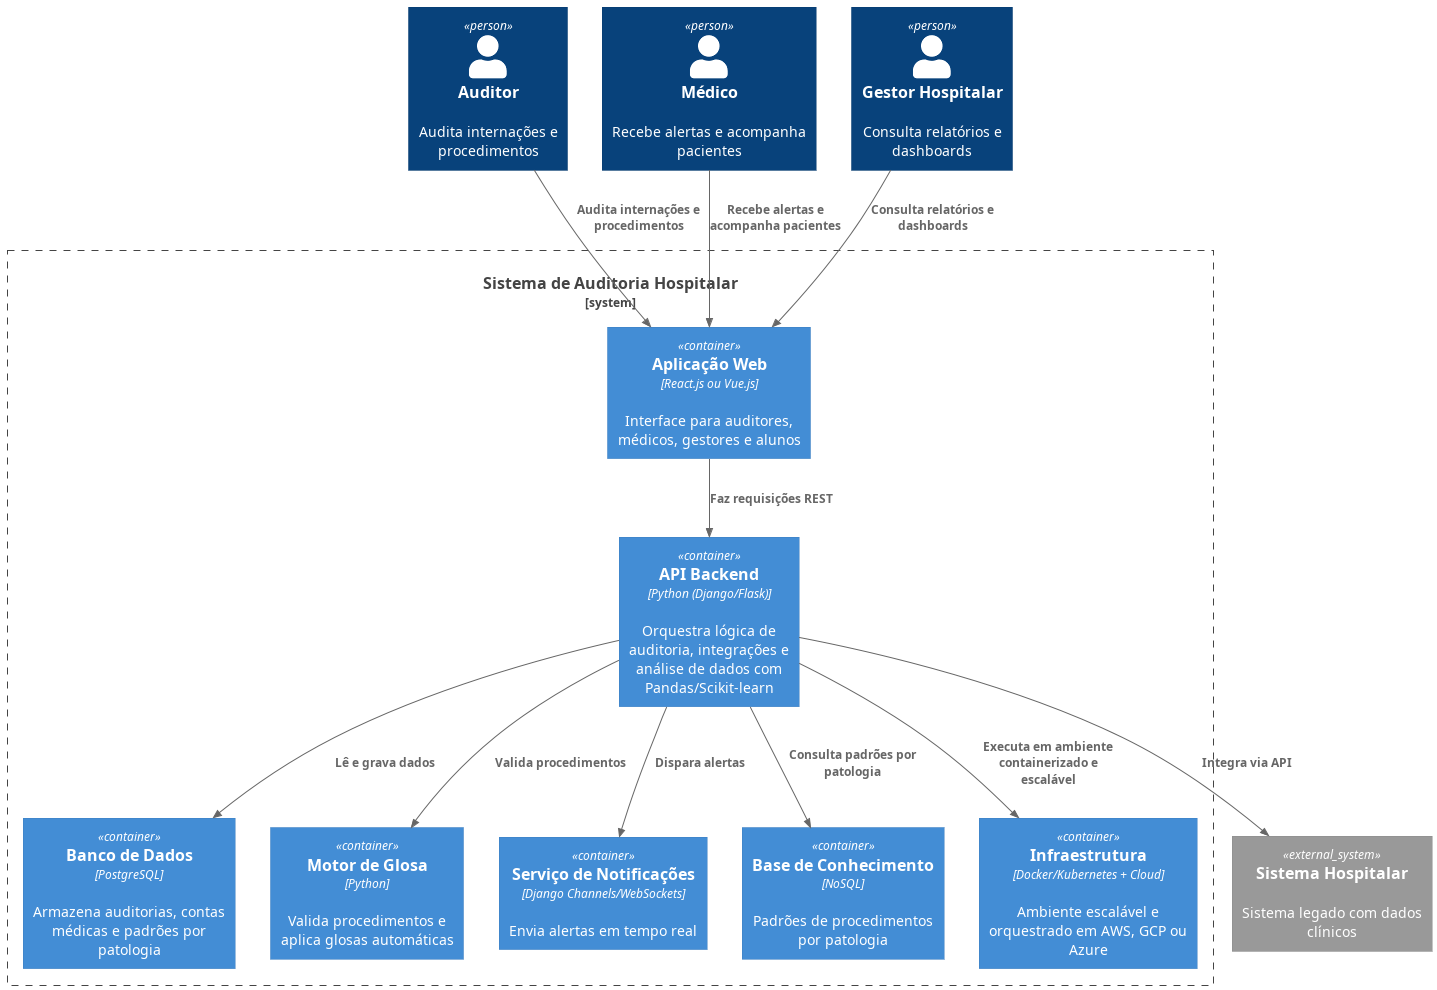 «person»
Auditor
Audita internações e
procedimentos
«person»
Médico
Recebe alertas e acompanha
pacientes
«person»
Gestor Hospitalar
Consulta relatórios e
dashboards
Audita internações e
procedimentos
Recebe alertas e
acompanha pacientes
Consulta relatórios e
dashboards
Sistema de Auditoria Hospitalar
[system]
«container»
Aplicação Web
[React.js ou Vue.js]
Interface para auditores,
médicos, gestores e alunos
Faz requisições REST
«container»
API Backend
[Python (Django/Flask)]
Orquestra lógica de
auditoria, integrações e
análise de dados com
Pandas/Scikit-learn
Lê e grava dados
Valida procedimentos
Dispara alertas
Consulta padrões por
patologia
Executa em ambiente
containerizado e
escalável
Integra via API
«container»
Banco de Dados
[PostgreSQL]
Armazena auditorias, contas
médicas e padrões por
patologia
«container»
Motor de Glosa
[Python]
Valida procedimentos e
aplica glosas automáticas
«container»
Serviço de Notificações
[Django Channels/WebSockets]
Envia alertas em tempo real
«container»
Base de Conhecimento
[NoSQL]
Padrões de procedimentos
por patologia
«container»
Infraestrutura
[Docker/Kubernetes + Cloud]
Ambiente escalável e
orquestrado em AWS, GCP ou
Azure
«external_system»
Sistema Hospitalar
Sistema legado com dados
clínicos